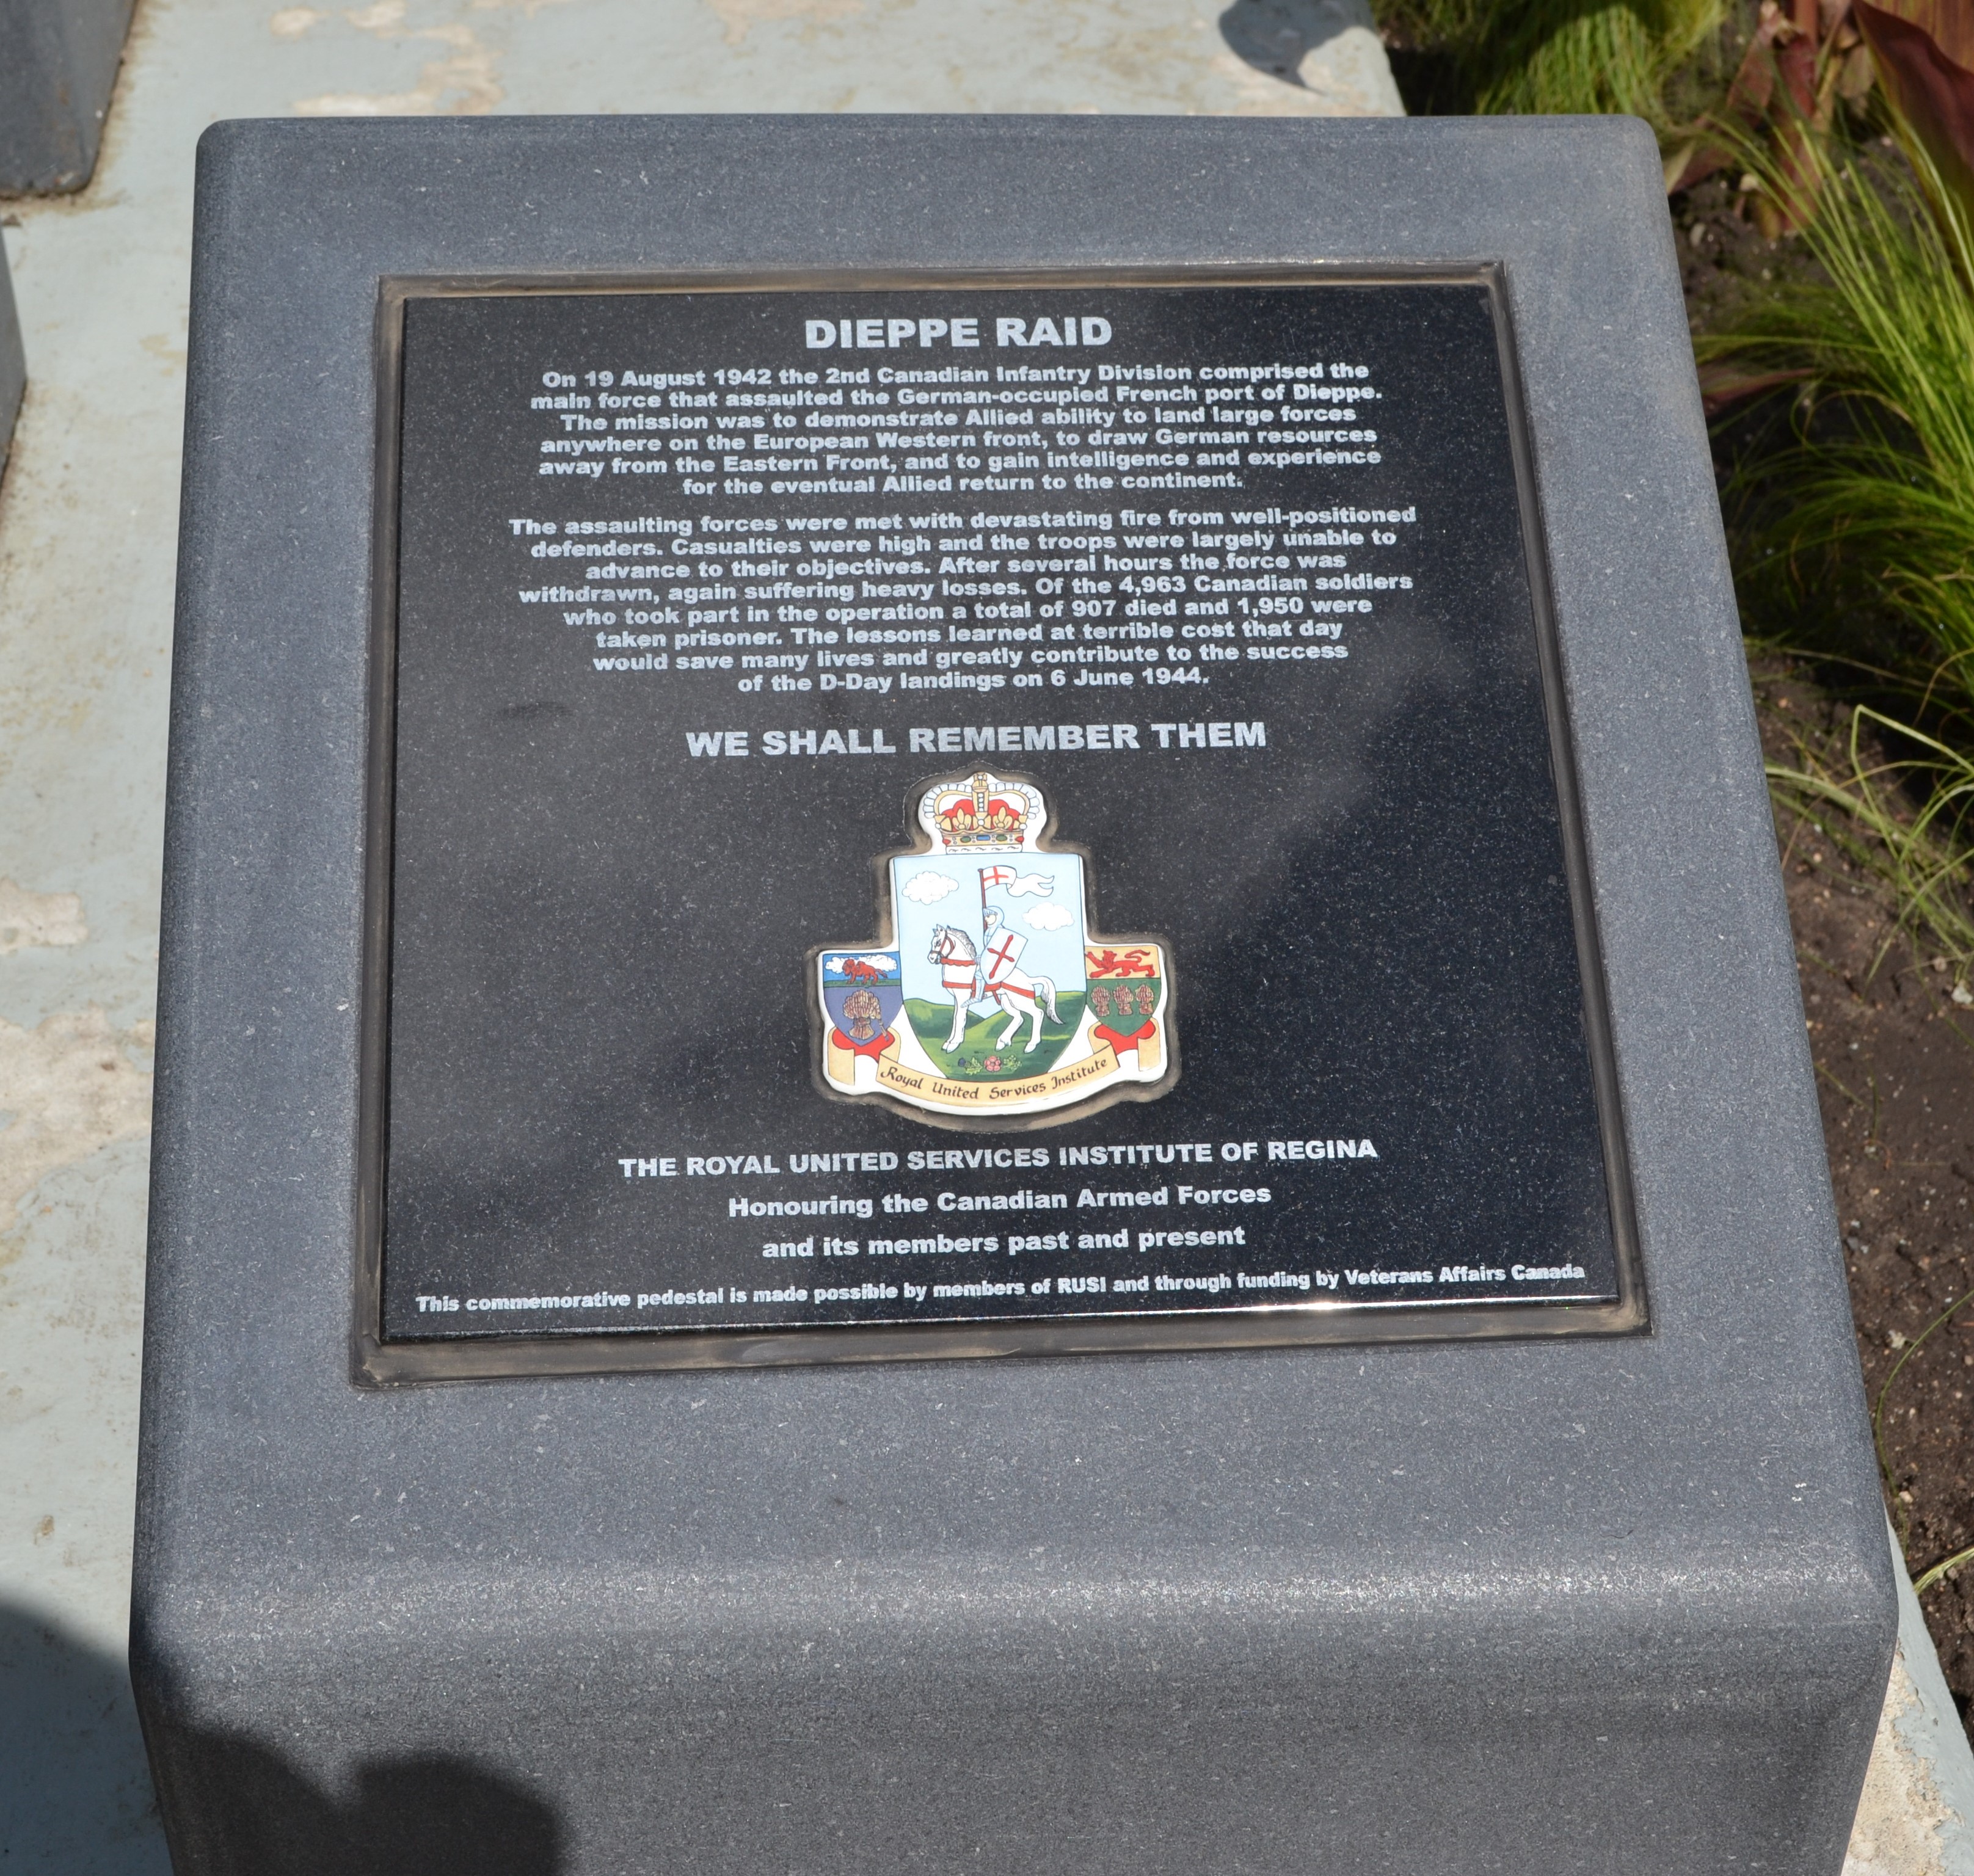 DIEPPE RAID
On 19 August 1942 the 2nd Canadian Infantry Division comprised the
main force that assaulted the German-occupied French port of Dieppe.
The mission was to demonstrate Allied ability to land large forces
anywhere on the European Western front, to draw German resources
away from the Eastern Front, and to gain intelligence and experience
for the eventual Allied return to the continent.
The assaulting forces were met with devastating fire from well-positioned
defenders. Casualties were high and the troops were largely unable to
advance to their objectives. After several hours the force was
withdrawn, again suffering heavy losses. Of the 4,963 Canadian soldiers
who took part in the operation a total of 907 died and 1,950 were
taken prisoner. The lessons learned at terrible cost that day
would save many lives and greatly contribute to the success
of the D-Day landings on 6 June 1944.
WE SHALL REMEMBER THEM
Royal United Services Institute
THE ROYAL UNITED SERVICES INSTITUTE OF REGINA
Honouring the Canadian Armed Forces
and its members past and present
This commemorative pedestal is made possible by members of RUSI and through funding by Veterans Affairs Canada